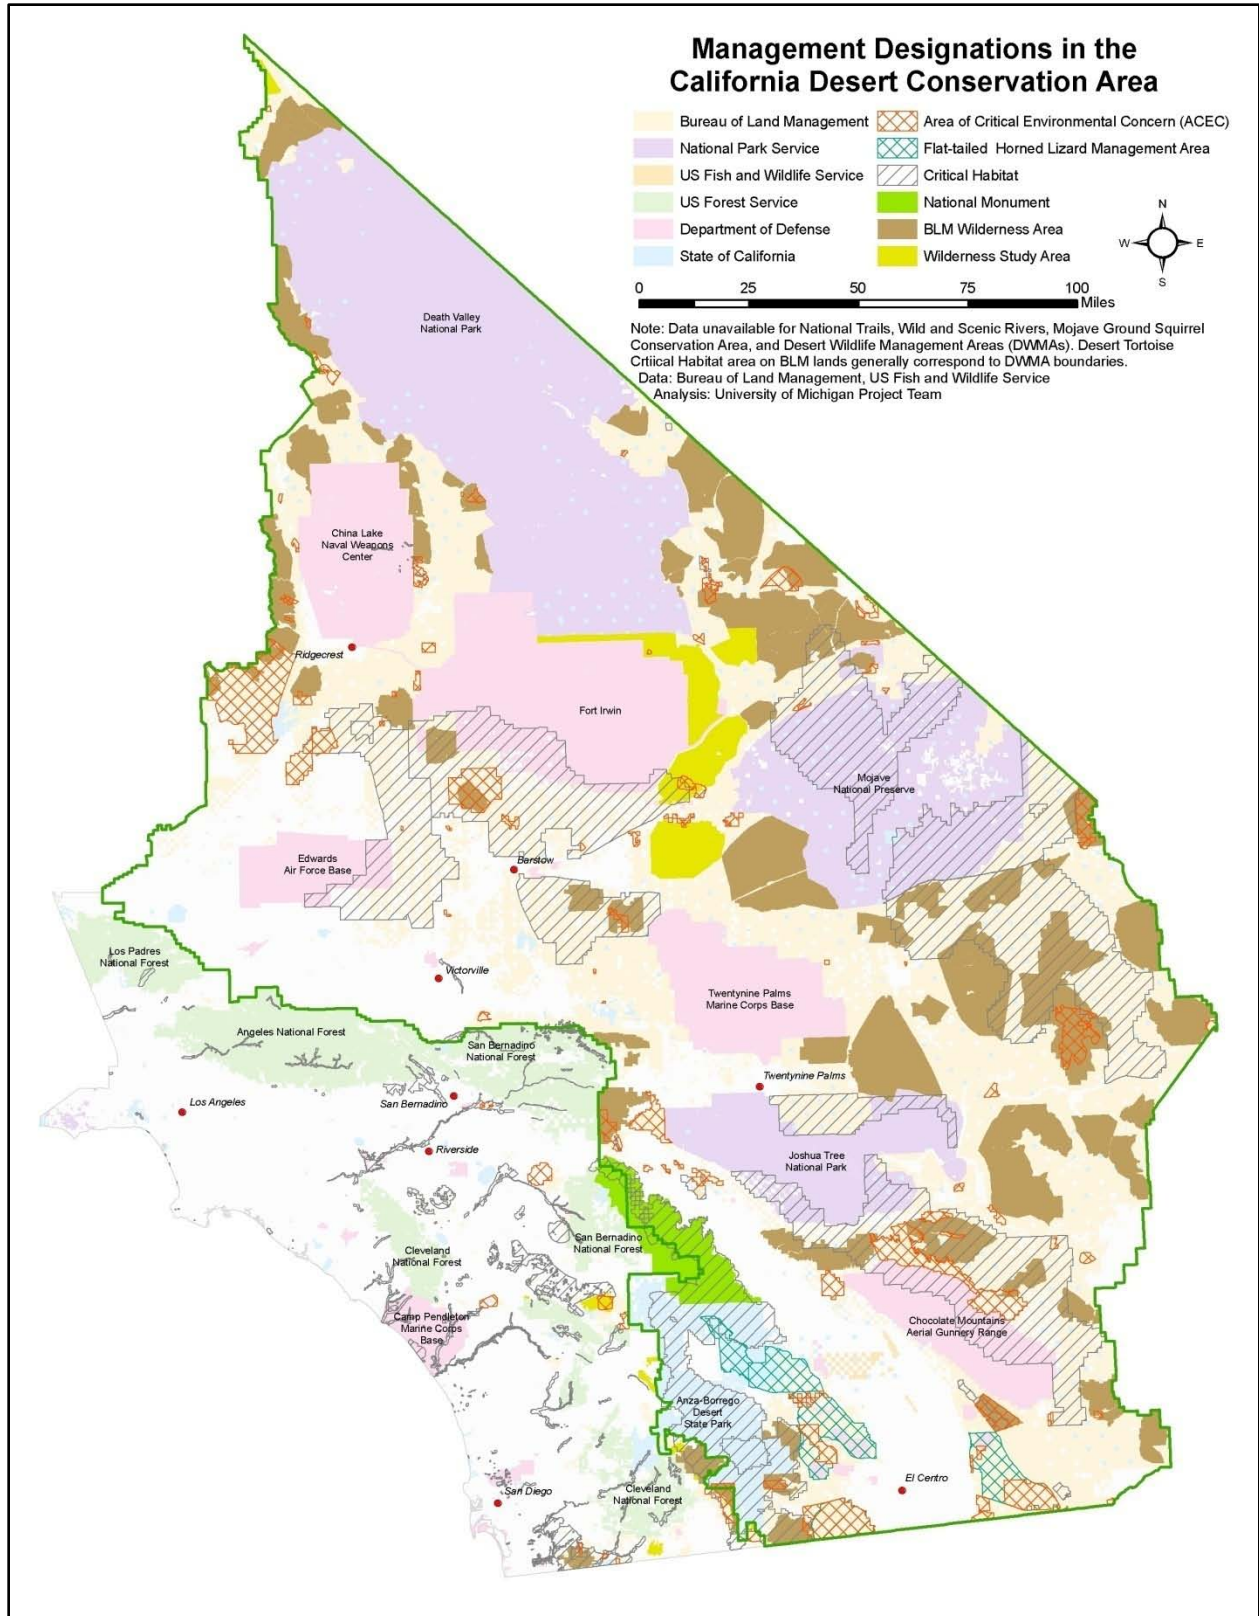 Management Designations in the
California Desert Conservation Area
Bureau of Land Management
National Park Service
US Fish and Wildlife Service
US Forest Service
Department of Defense
State of California
Area of Critical Environmental Concern (ACEC)
Flat-tailed Horned Lizard Management Area
Critical Habitat
National Monument
BLM Wilderness Area
Wilderness Study Area
N
W
E
S
0
25
50
75
100
Miles
Note: Data unavailable for National Trails, Wild and Scenic Rivers, Mojave Ground Squirrel
Conservation Area, and Desert Wildlife Management Areas (DWMAs). Desert Tortoise
Crtiical Habitat area on BLM lands generally correspond to DWMA boundaries.
Data: Bureau of Land Management, US Fish and Wildlife Service
Analysis: University of Michigan Project Team
Death Valley
National Park
China Lake
Naval Weapons
Center
Ridgecrest
Fort Irwin
Mojave
National Preserve
Edwards
Air Force Base
Barstow
Los Padres
National Forest
Victorville
Twentynine Palms
Marine Corps Base
Angeles National Forest
San Bernadino
National Forest
Twentynine Palms
Los Angeles
San Bernadino
Riverside
Joshua Tree
National Park
San Bernadino
National Forest
Cleveland
National Forest
Camp Pendleton
Marine Corps
Base
Chocolate Mountains
Aerial Gunnery Range
Anza-Borrego
Desert
State Park
El Centro
San Diego
Cleveland
National Forest